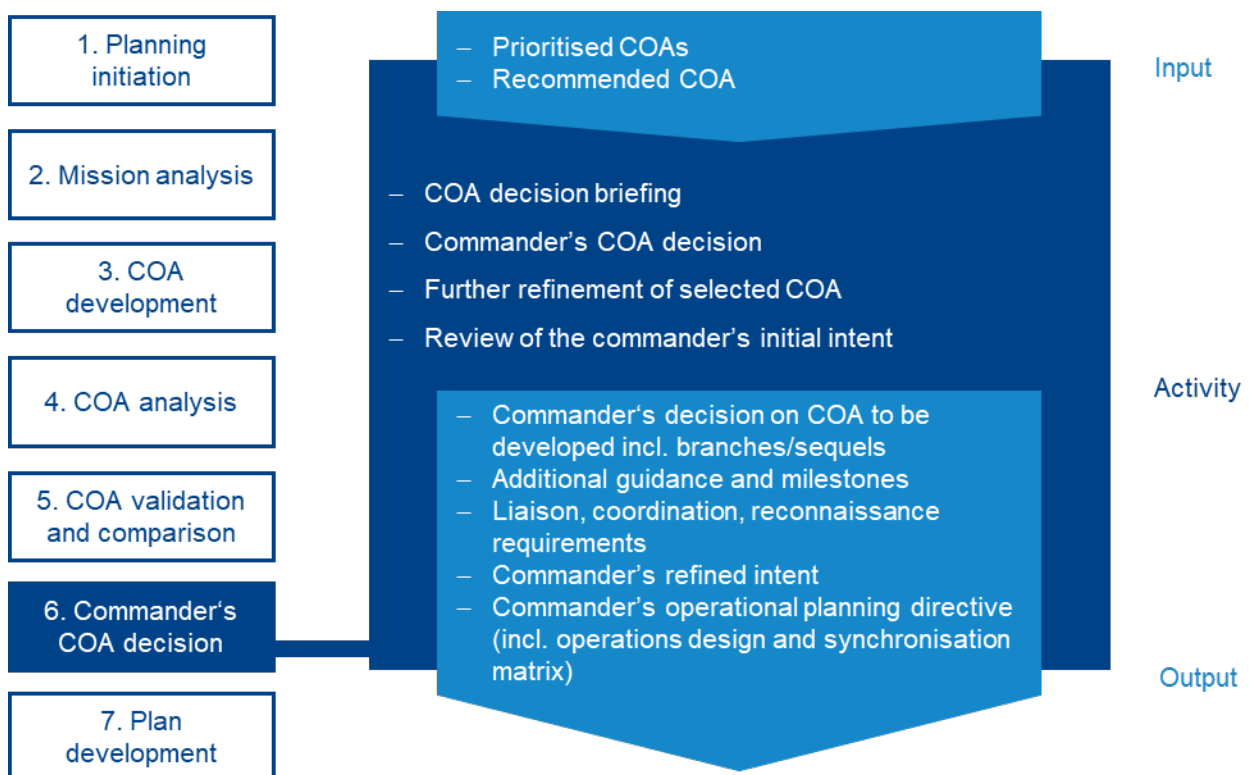 1. Planning
initiation
2. Mission analysis
3. COA
development
4. COA analysis
5. COA validation
and comparison
6. Commander‘s
COA decision
7. Plan
development
– Prioritised COAs
– Recommended COA
– COA decision briefing
– Commander’s COA decision
– Further refinement of selected COA
– Review of the commander’s initial intent
– Commander‘s decision on COA to be
developed incl. branches/sequels
– Additional guidance and milestones
– Liaison, coordination, reconnaissance
requirements
– Commander’s refined intent
– Commander’s operational planning directive
(incl. operations design and synchronisation
matrix)
Input
Activity
Output